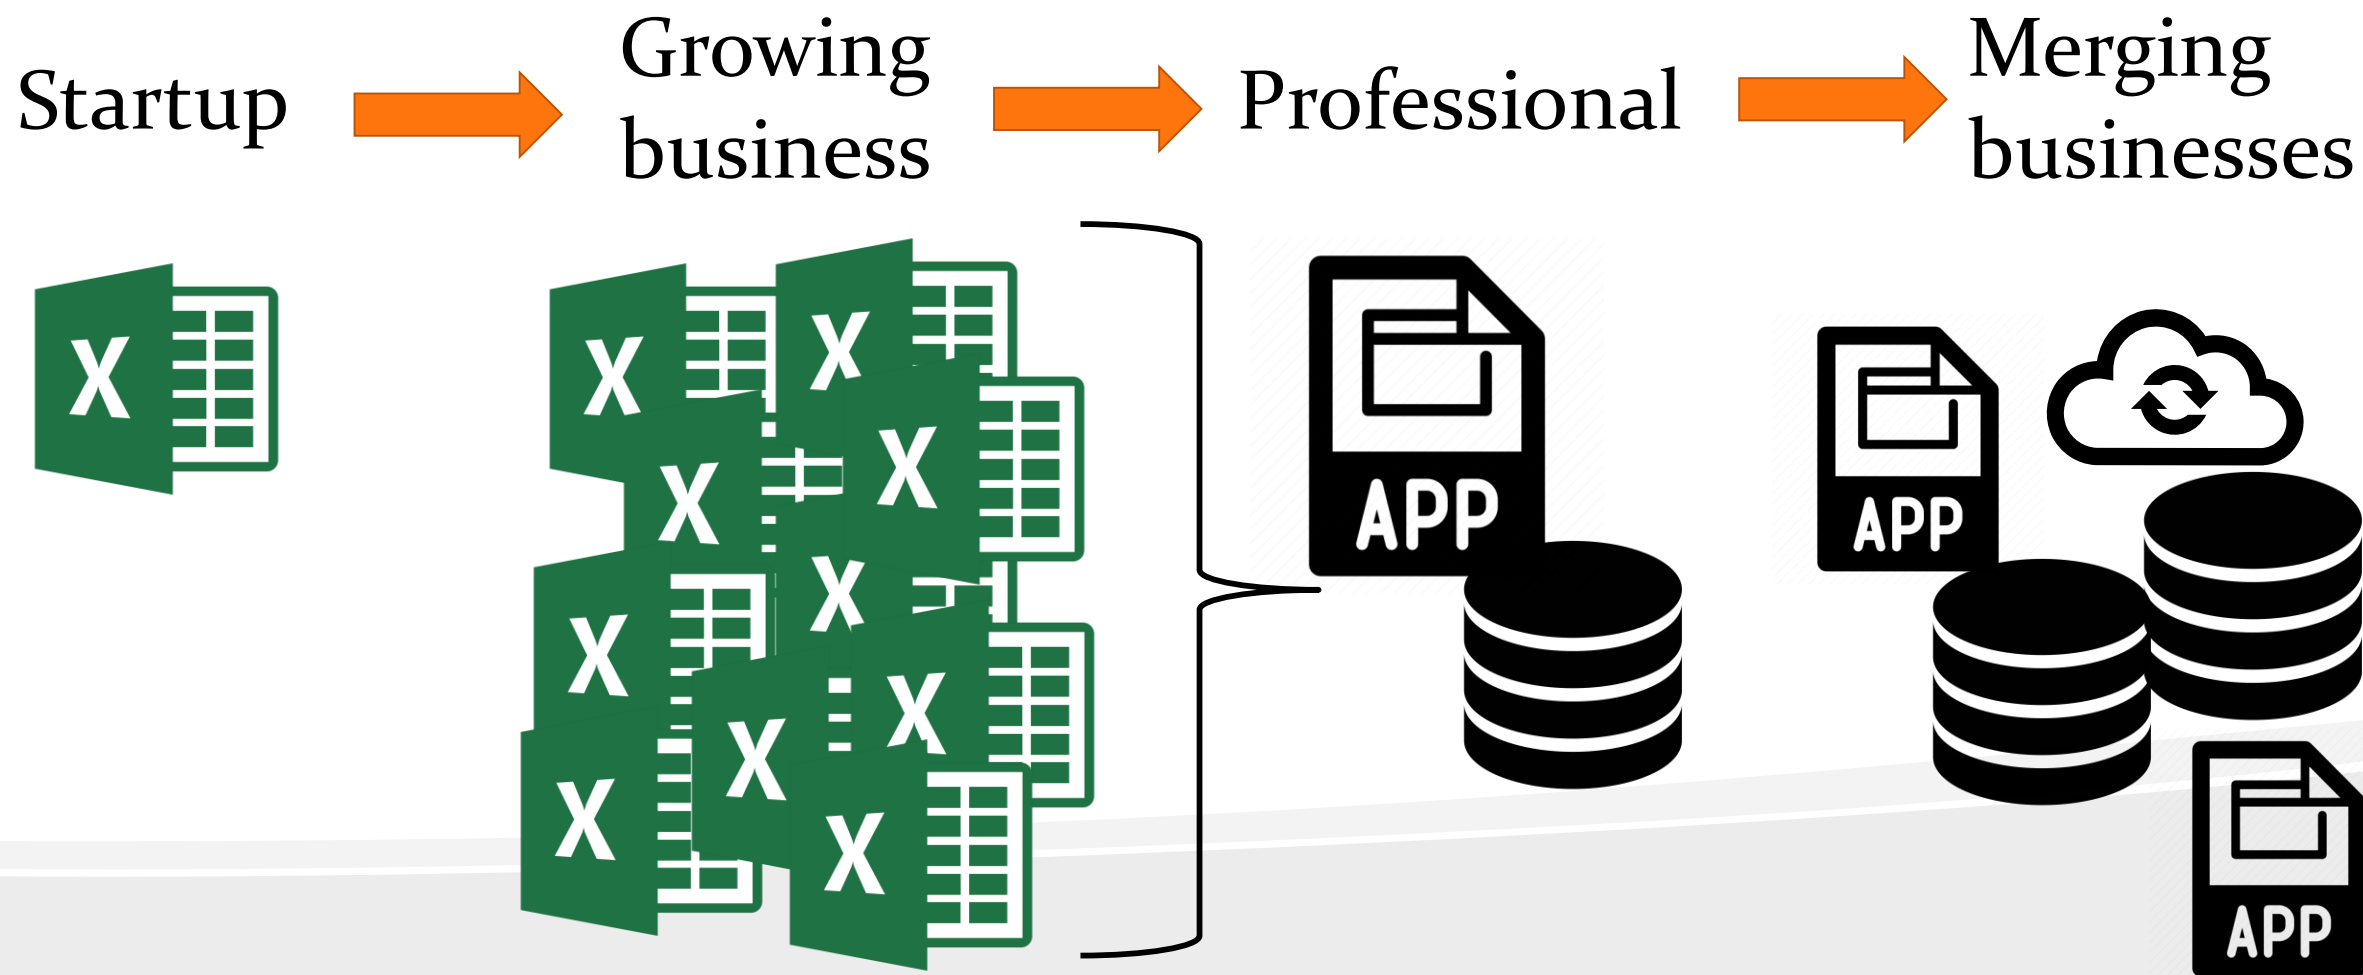 Startup
Growing
business
Professional
Merging
businesses
X
X
X
X
X
X
X
X
X
X
X
APP
APP
APP